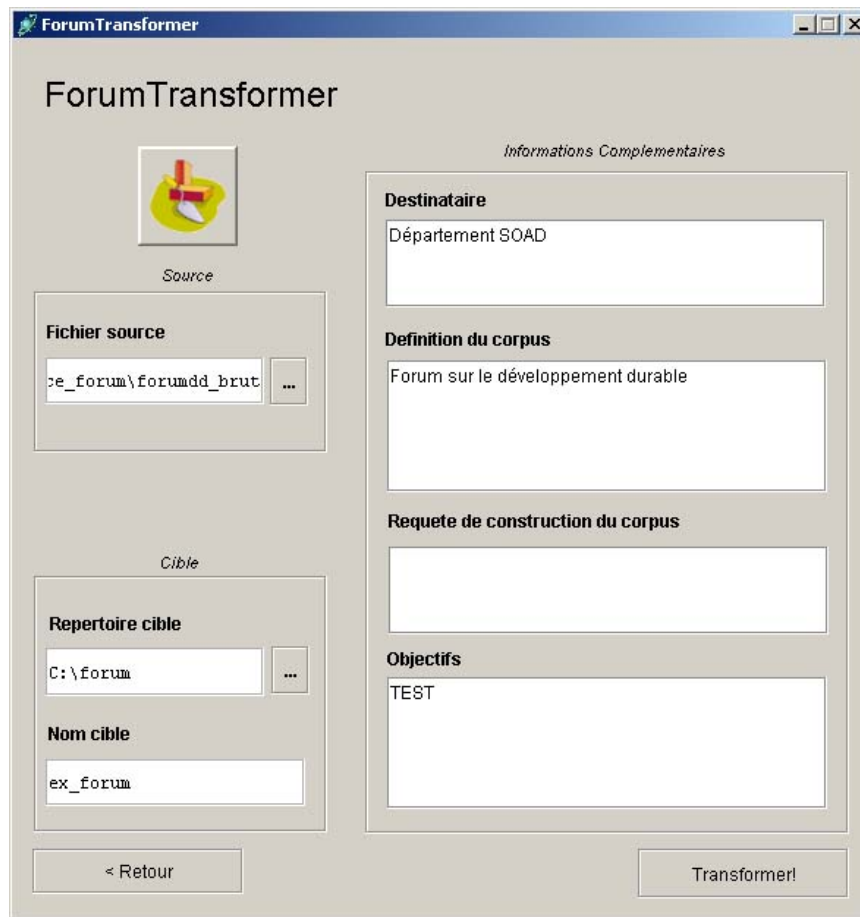 ForumTransformer
ForumTransformer
Source
Fichier source
ce_forum\forumdd_brut
...
Cible
Repertoire cible
C:\forum
...
Nom cible
ex_forum
< Retour
Informations Complementaires
Destinataire
Département SOAD
Definition du corpus
Forum sur le développement durable
Requete de construction du corpus
Objectifs
TEST
Transformer!